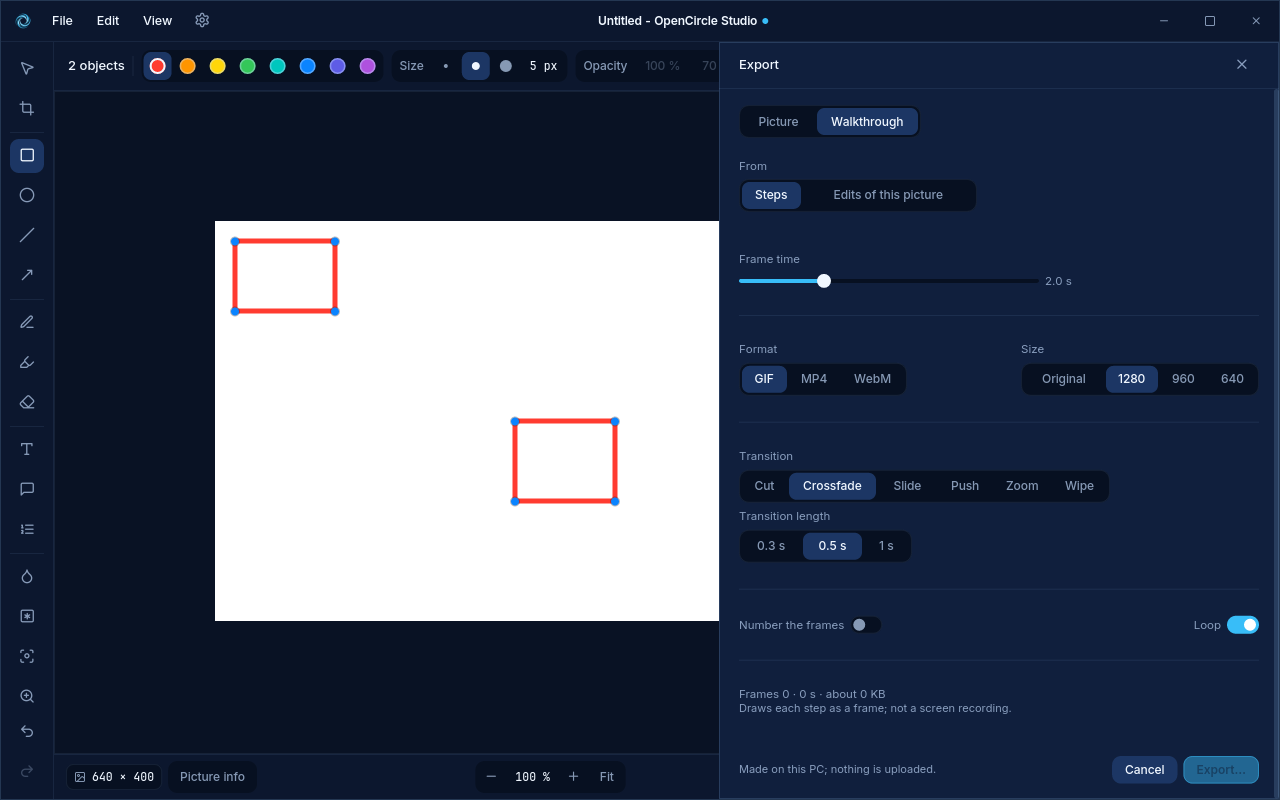 File Edit View Untitled - OpenCircle Studio
2 objects Size 5 px Opacity 100 % 70
Export
Picture Walkthrough
From
Steps Edits of this picture
Frame time
2.0 s
Format Size
GIF MP4 WebM Original 1280 960 640
Transition
Cut Crossfade Slide Push Zoom Wipe
Transition length
0.3 s 0.5 s 1 s
Number the frames Loop
Frames 0 · 0 s · about 0 KB
Draws each step as a frame; not a screen recording.
Made on this PC; nothing is uploaded. Cancel Export...
640 × 400 Picture info 100 % Fit